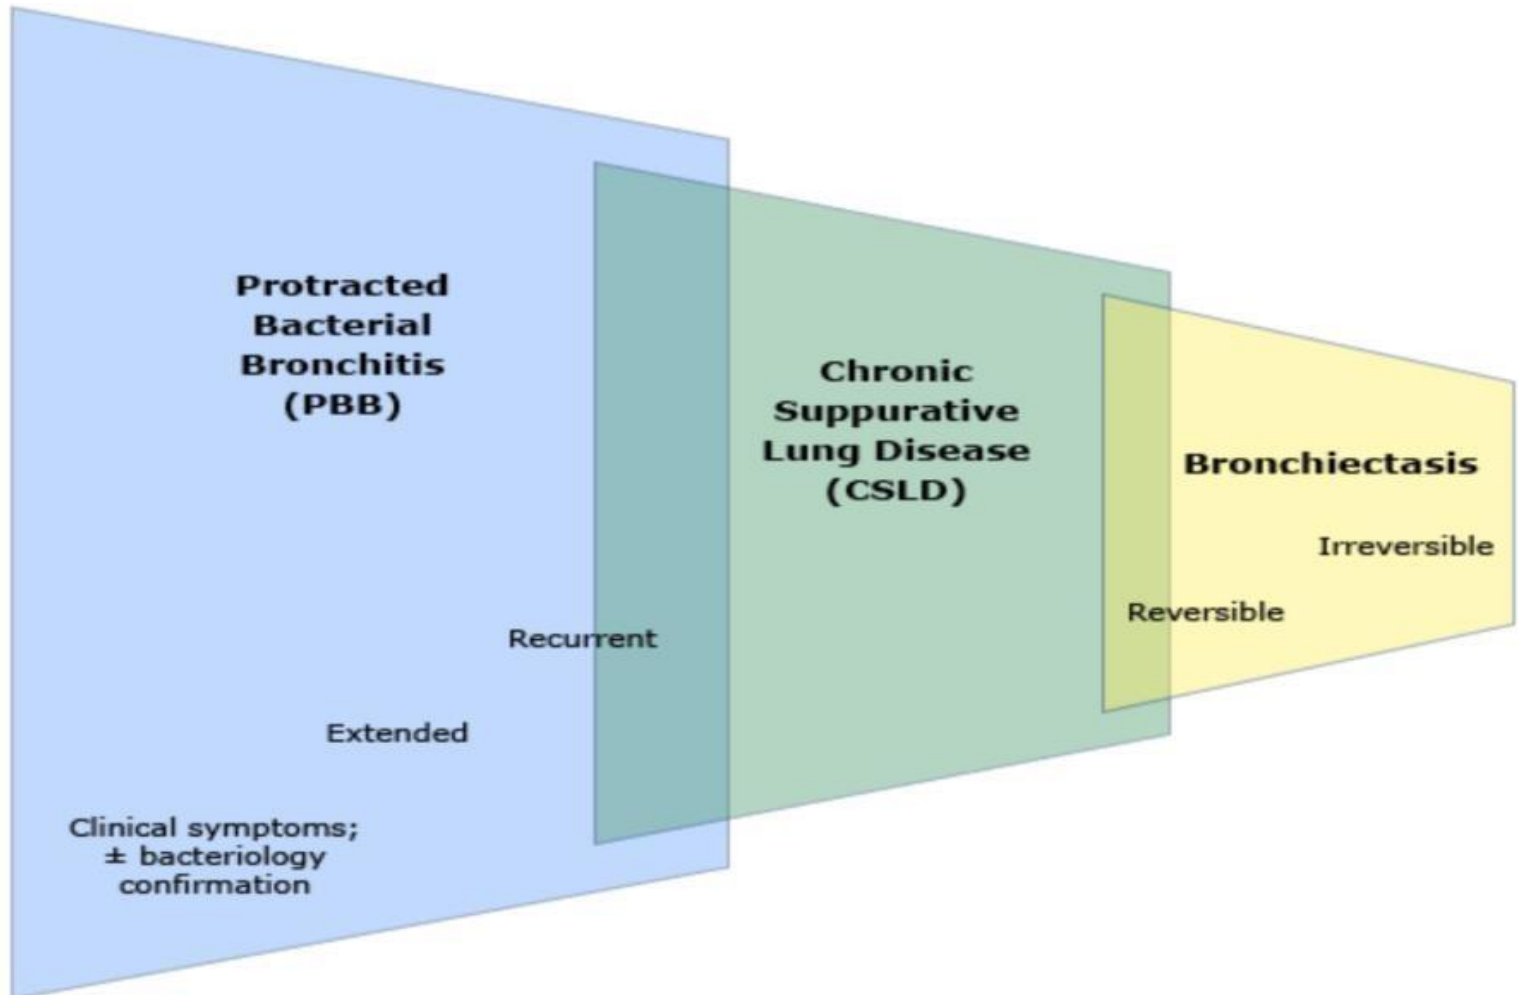 Protracted
Bacterial
Bronchitis
(PBB)
Recurrent
Extended
Clinical symptoms;
± bacteriology
confirmation
Chronic
Suppurative
Lung Disease
(CSLD)
Bronchiectasis
Irreversible
Reversible